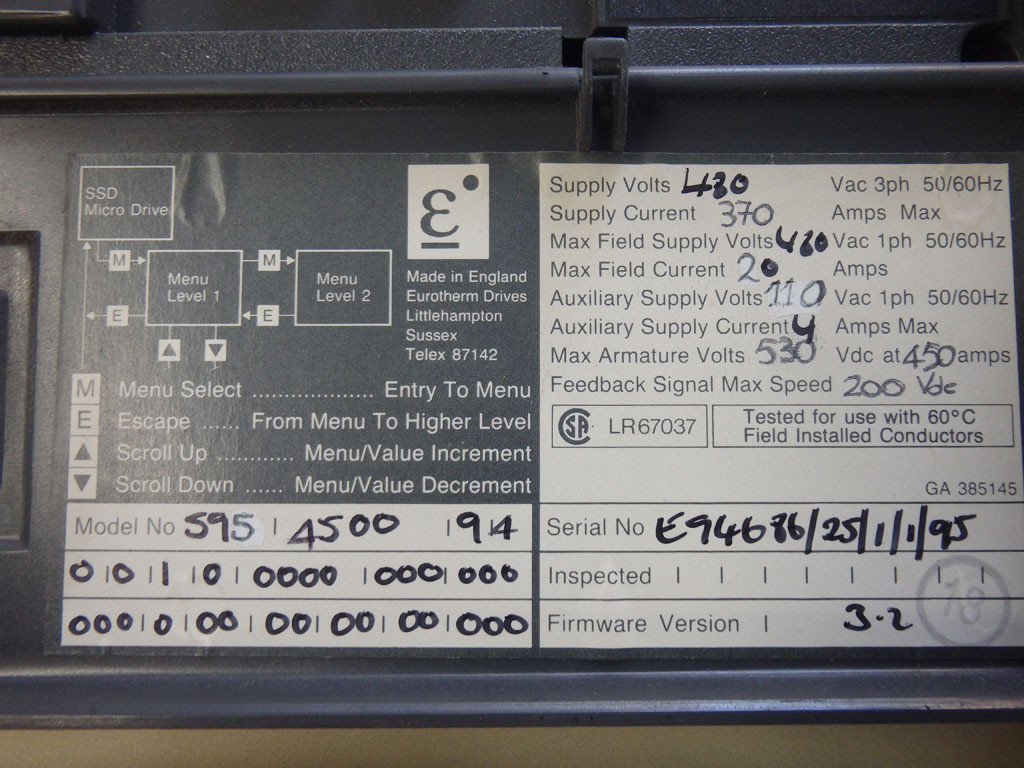 SSD
Micro Drive
M
M
Menu
Level 1
Menu
Level 2
E
E
ε
Made in England
Eurotherm Drives
Littlehampton
Sussex
Telex 87142
M Menu Select ................... Entry To Menu
E Escape ...... From Menu To Higher Level
▲ Scroll Up ............ Menu/Value Increment
▼ Scroll Down ...... Menu/Value Decrement
Model No 595 | 4500 | 9 | 4
0 | 0 | 1 | 0 | 0000 | 000 | 000
000 | 0 | 00 | 00 | 00 | 00 | 000
Supply Volts 480 Vac 3ph 50/60Hz
Supply Current 370 Amps Max
Max Field Supply Volts 480 Vac 1ph 50/60Hz
Max Field Current 20 Amps
Auxiliary Supply Volts 110 Vac 1ph 50/60Hz
Auxiliary Supply Current 4 Amps Max
Max Armature Volts 530 Vdc at 450 amps
Feedback Signal Max Speed 200 Vdc
SA LR67037
Tested for use with 60°C
Field Installed Conductors
GA 385145
Serial No E94686/25/1/1/95
Inspected | | | | | | | |
18
Firmware Version | 3.2